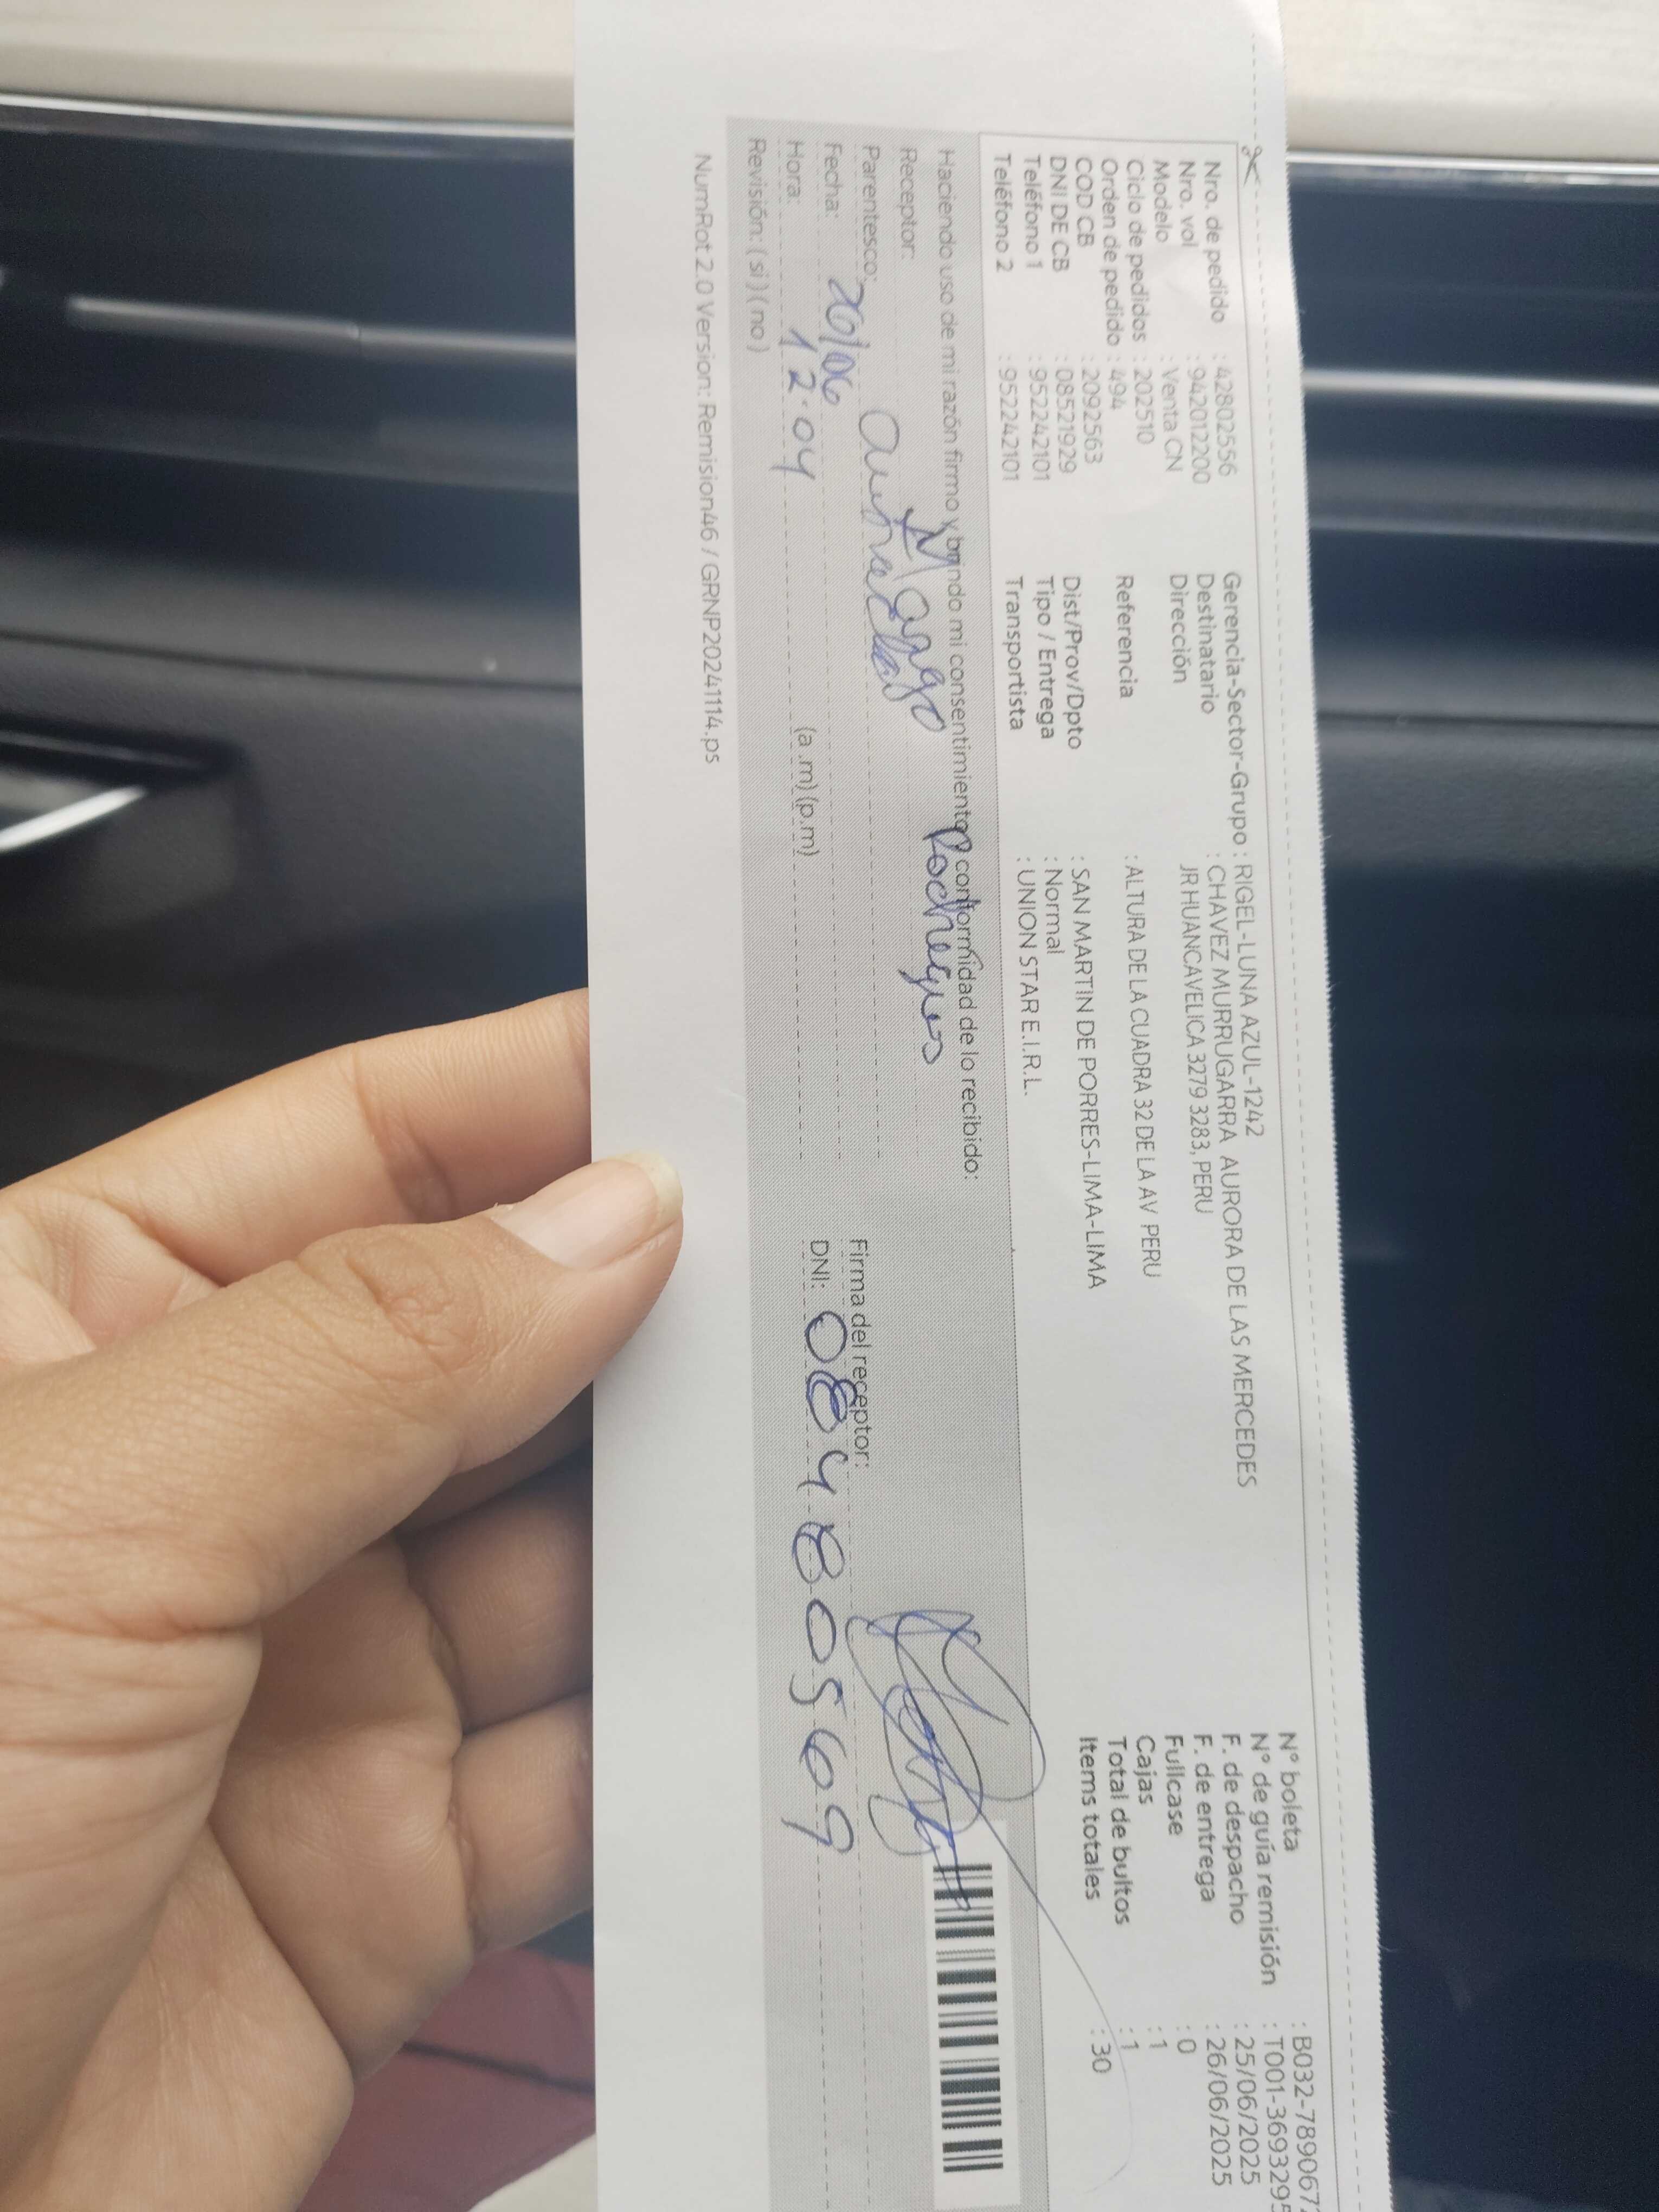 Nro. de pedido : 42802556
Nro. vol : 942012200
Modelo : Venta CN
Ciclo de pedidos : 202510
Orden de pedido : 494
COD CB : 2092563
DNI DE CB : 08521929
Teléfono 1 : 952242101
Teléfono 2 : 952242101
Gerencia-Sector-Grupo : RIGEL-LUNA AZUL-1242
Destinatario : CHAVEZ MURRUGARRA AURORA DE LAS MERCEDES
Dirección JR HUANCAVELICA 3279 3283, PERU
Referencia : ALTURA DE LA CUADRA 32 DE LA AV PERU
Dist/Prov/Dpto : SAN MARTIN DE PORRES-LIMA-LIMA
Tipo / Entrega : Normal
Transportista : UNION STAR E.I.R.L.
N° boleta : B032-789067
N° de guía remisión : T001-3693295
F. de despacho : 25/06/2025
F. de entrega : 26/06/2025
Fullcase : 0
Cajas : 1
Total de bultos : 1
Items totales : 30
Haciendo uso de mi razón firmo y brindo mi consentimiento y conformidad de lo recibido:
Receptor:
Parentesco:
Fecha: 20/06
Hora: 12:04 (a .m) (p.m)
Revisión: ( si ) ( no )
Firma del receptor:
DNI: 08480569
NumRot 2.0 Version: Remision46 / GRNP20241114.ps